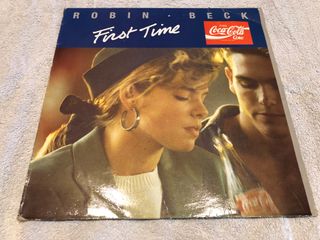 ROBIN · BECK
First Time
Coca-Cola